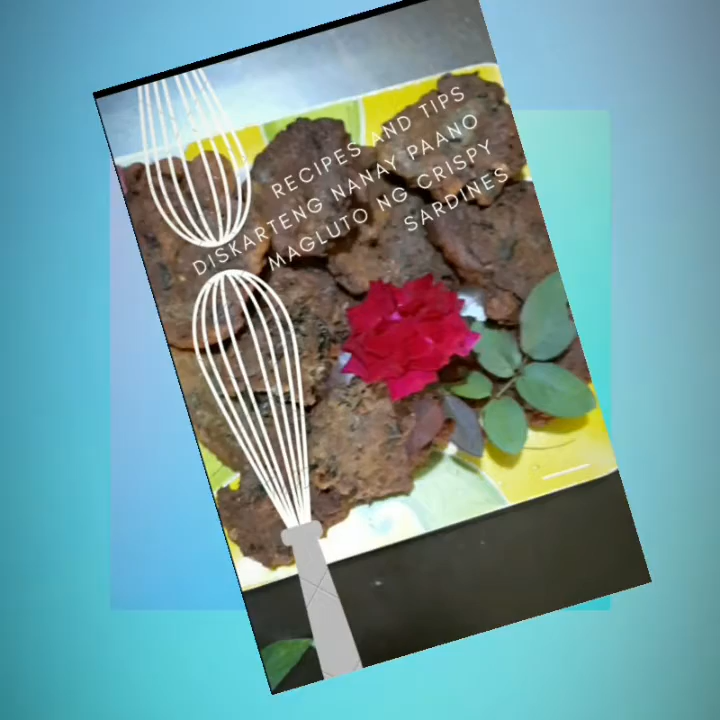 RECIPES AND TIPS
DISKARTENG NANAY PAANO
MAGLUTO NG CRISPY
SARDINES